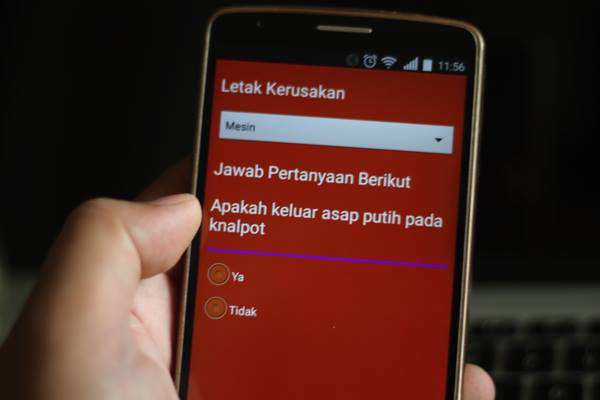 11:56
Letak Kerusakan
Mesin
Jawab Pertanyaan Berikut
Apakah keluar asap putih pada
knalpot
Ya
Tidak